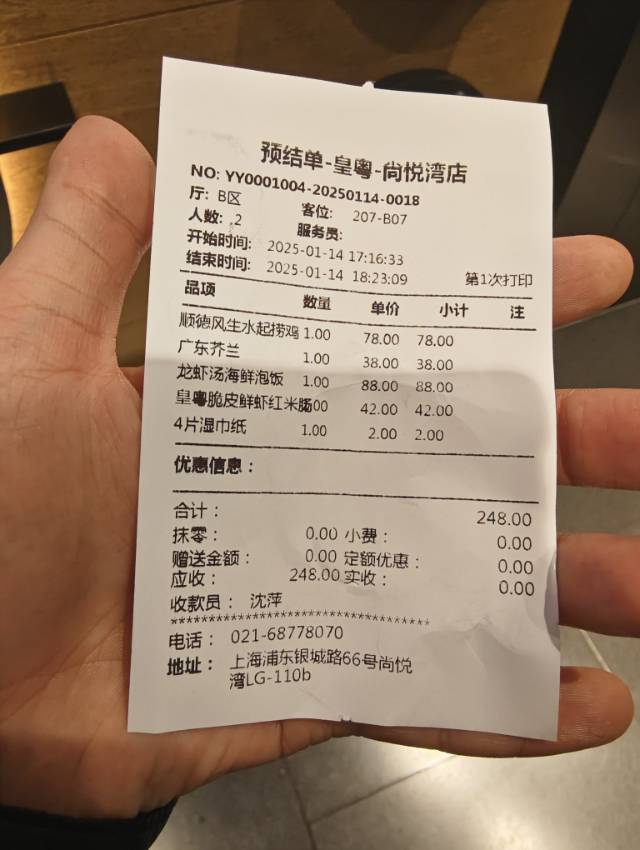 预结单-皇粤-尚悦湾店
NO: YY0001004-20250114-0018
厅: B区 客位: 207-B07
人数: 2 服务员:
开始时间: 2025-01-14 17:16:33
结束时间: 2025-01-14 18:23:09 第1次打印
品项 数量 单价 小计 注
顺德风生水起捞鸡 1.00 78.00 78.00
广东芥兰 1.00 38.00 38.00
龙虾汤海鲜泡饭 1.00 88.00 88.00
皇粤脆皮鲜虾红米肠 1.00 42.00 42.00
4片湿巾纸 1.00 2.00 2.00
优惠信息：
合计： 248.00
抹零： 0.00 小费： 0.00
赠送金额： 0.00 定额优惠： 0.00
应收： 248.00 实收： 0.00
收款员： 沈萍
************************************
电话： 021-68778070
地址： 上海浦东银城路66号尚悦
湾LG-110b